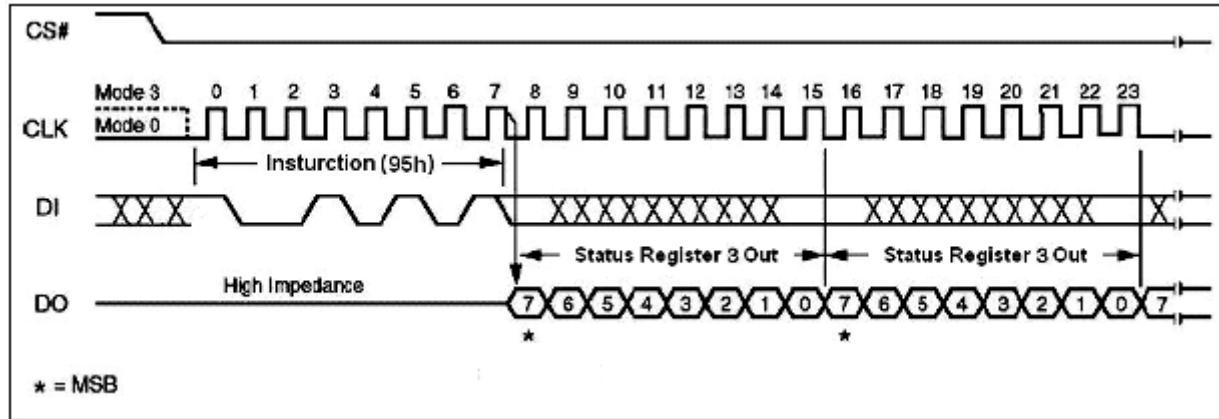 CS#
Mode 3 0 1 2 3 4 5 6 7 8 9 10 11 12 13 14 15 16 17 18 19 20 21 22 23
CLK Mode 0
Insturction (95h)
DI
Status Register 3 Out Status Register 3 Out
High Impedance
DO 7 6 5 4 3 2 1 0 7 6 5 4 3 2 1 0 7
* *
* = MSB